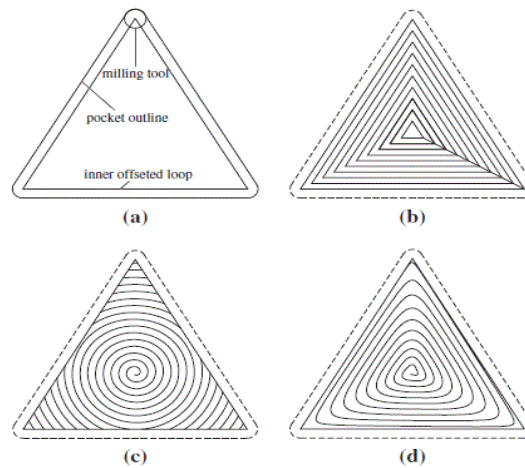 milling tool
pocket outline
inner offseted loop
(a)
(b)
(c)
(d)